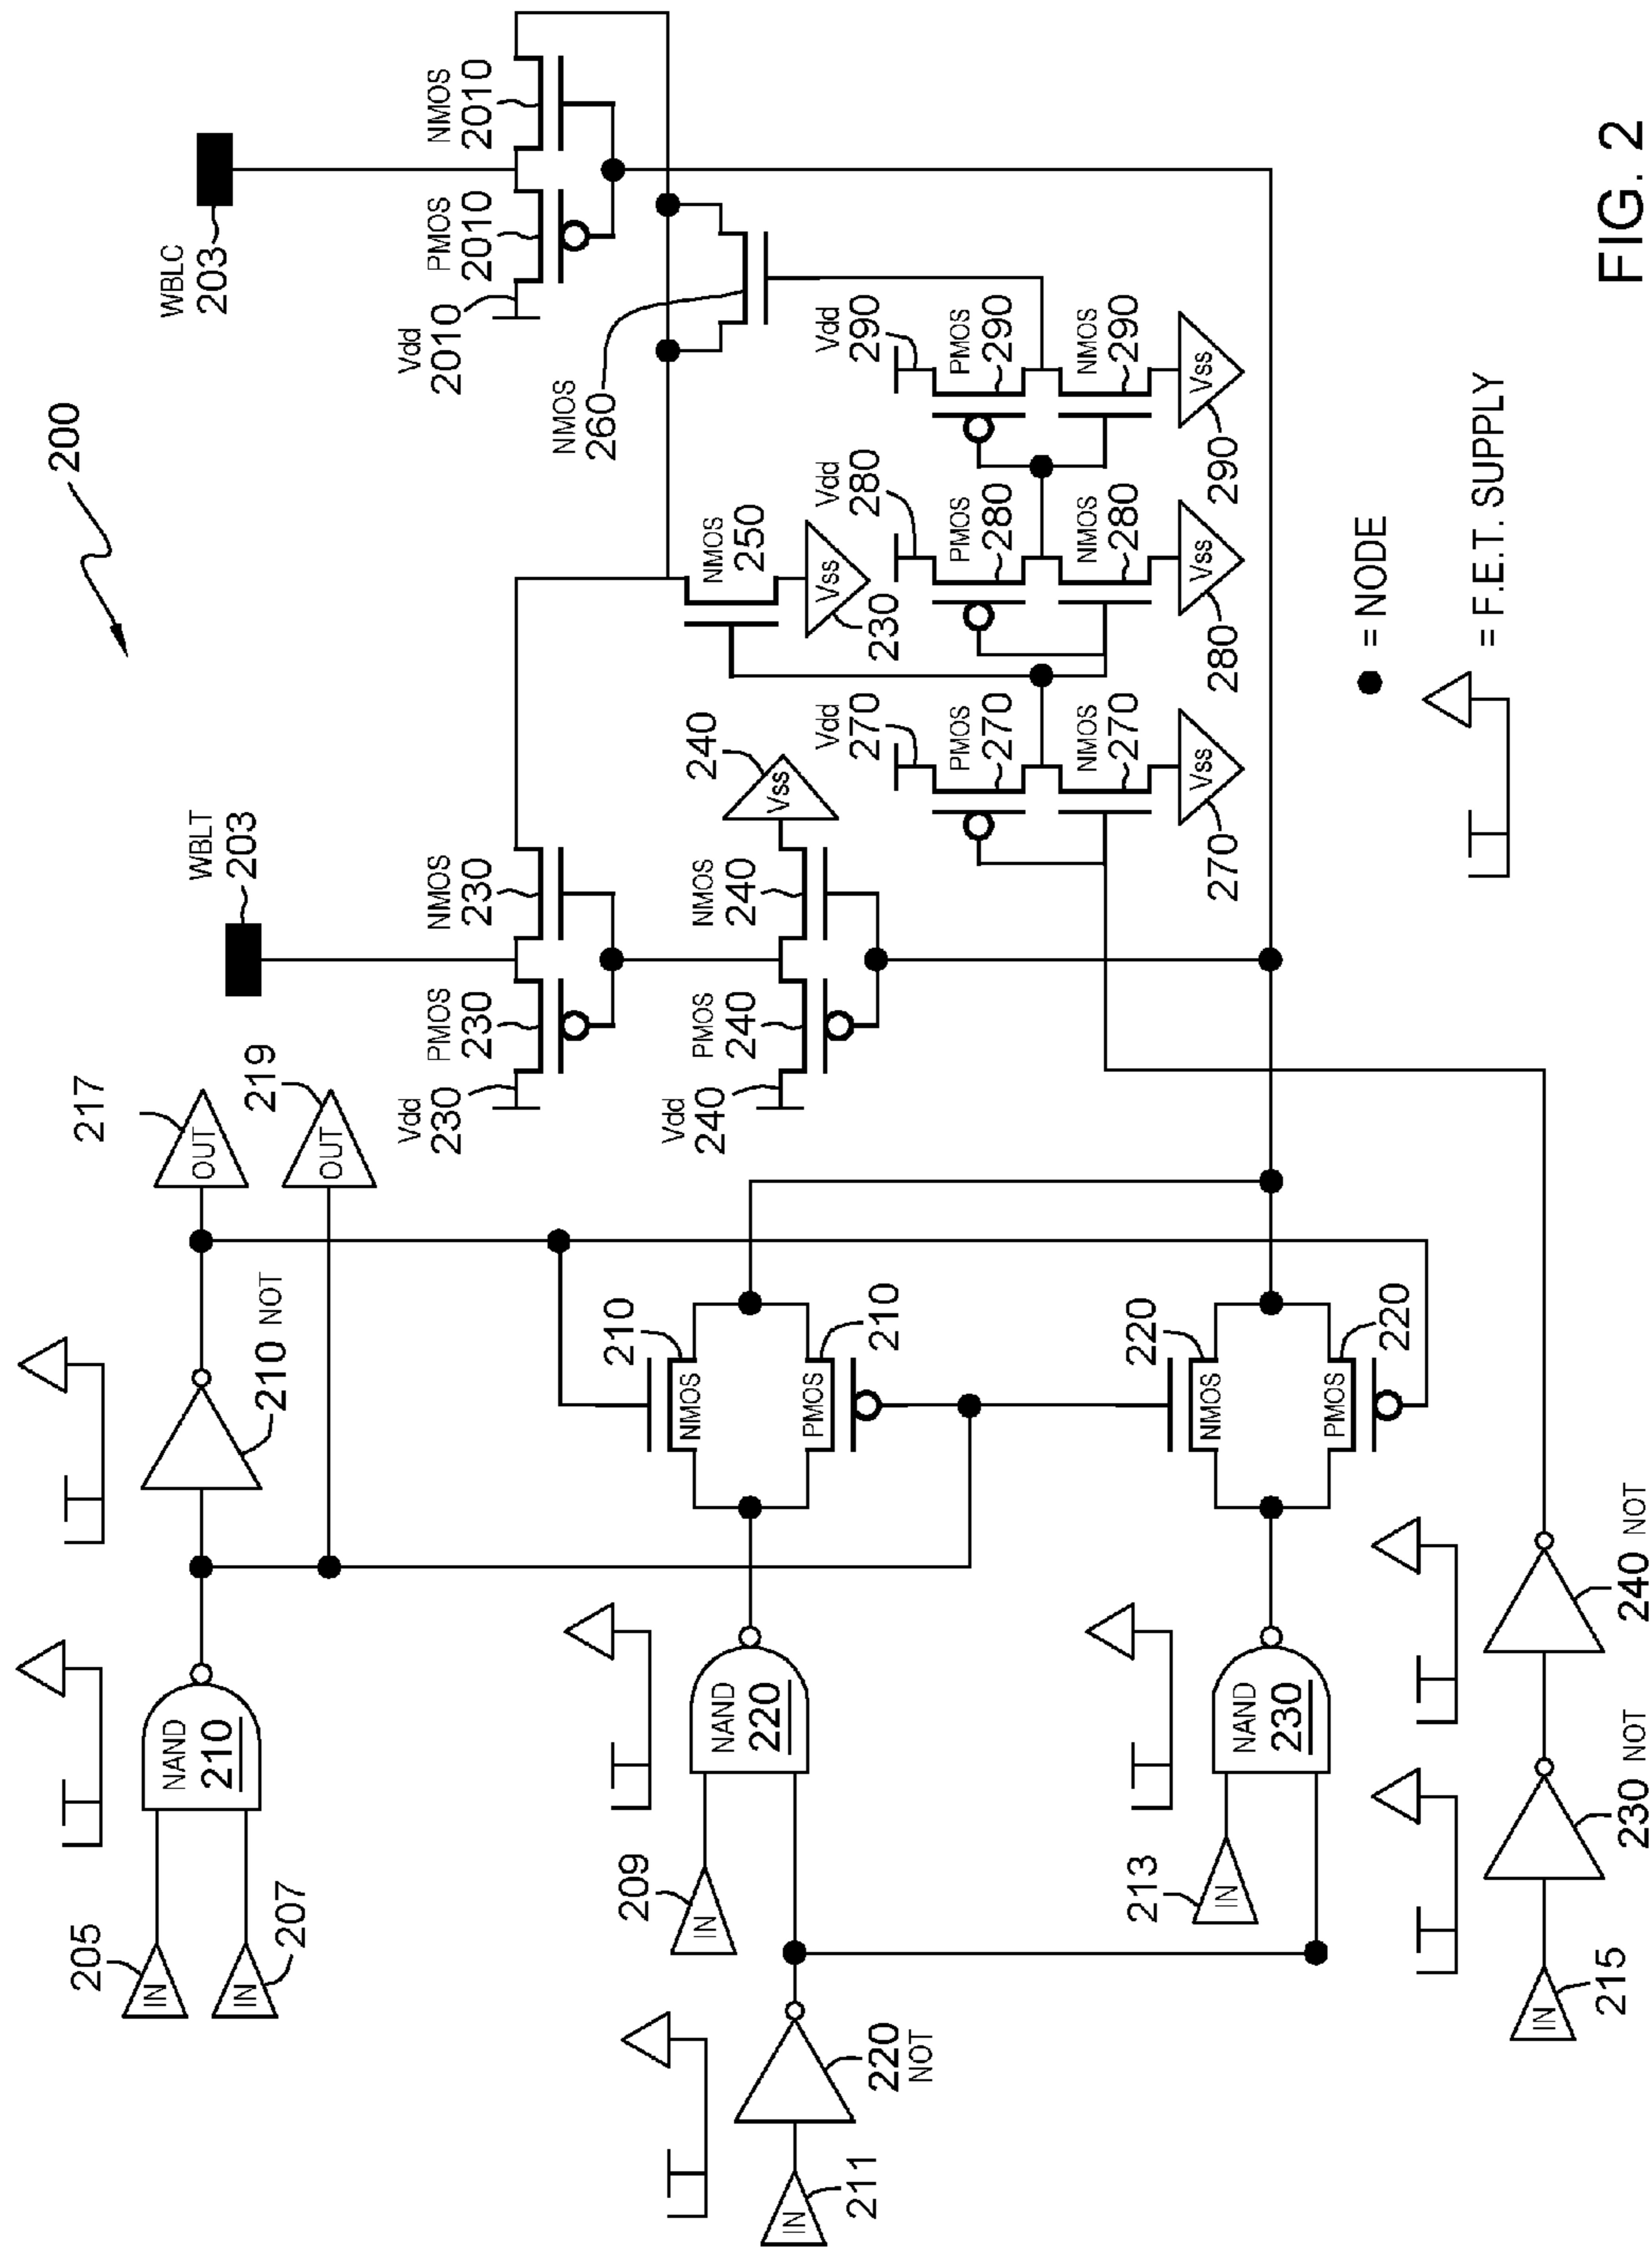 200
WBLT
203
WBLC
203
217
OUT
219
OUT
210 NOT
NAND
210
205
IN
207
IN
Vdd
230
PMOS
230
NMOS
230
Vdd
240
PMOS
240
NMOS
240
240
Vss
Vdd
2010
PMOS
2010
NMOS
2010
NMOS
260
NMOS
250
230
Vss
Vdd
270
PMOS
270
NMOS
270
270
Vss
Vdd
280
PMOS
280
NMOS
280
280
Vss
Vdd
290
PMOS
290
NMOS
290
290
Vss
210
NMOS
PMOS
210
220
NMOS
PMOS
220
209
IN
NAND
220
211
IN
220
NOT
213
IN
NAND
230
215
IN
230 NOT
240 NOT
= NODE
= F.E.T. SUPPLY
FIG. 2